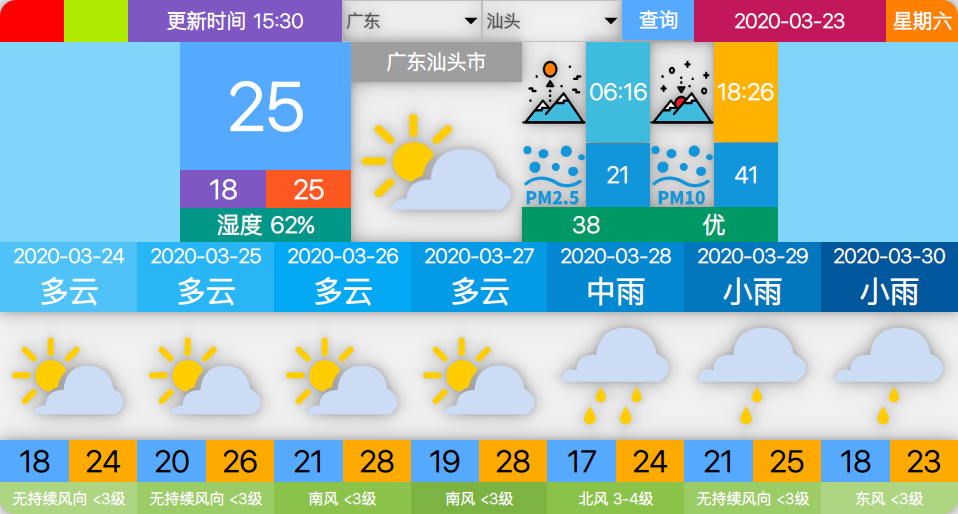 更新时间 15:30 广东 汕头 查询 2020-03-23 星期六
广东汕头市
25
18 25
湿度 62%
06:16 18:26
PM2.5 21 PM10 41
38 优
2020-03-24 2020-03-25 2020-03-26 2020-03-27 2020-03-28 2020-03-29 2020-03-30
多云 多云 多云 多云 中雨 小雨 小雨
18 24 20 26 21 28 19 28 17 24 21 25 18 23
无持续风向 <3级 无持续风向 <3级 南风 <3级 南风 <3级 北风 3-4级 无持续风向 <3级 东风 <3级